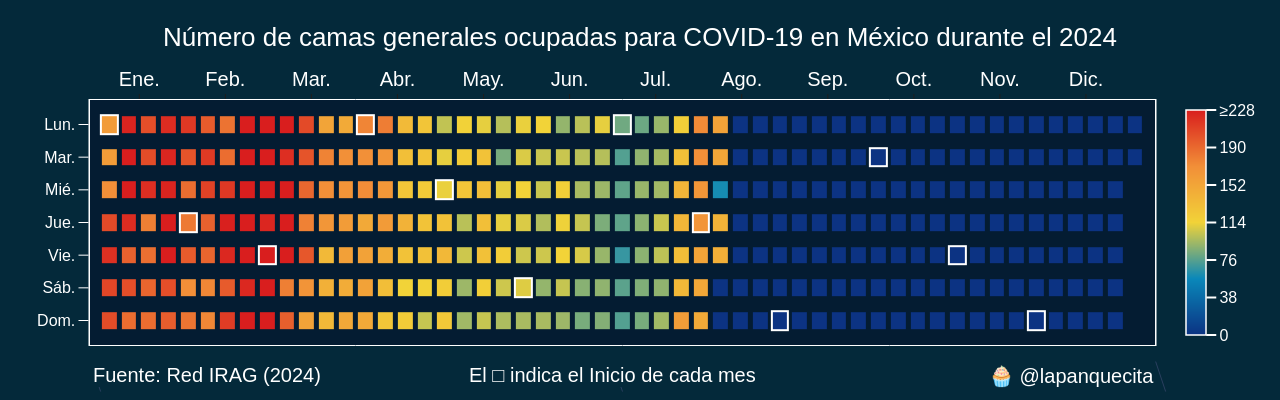 Número de camas generales ocupadas para COVID-19 en México durante el 2024
Ene. Feb. Mar. Abr. May. Jun. Jul. Ago. Sep. Oct. Nov. Dic.
Lun.
Mar.
Mié.
Jue.
Vie.
Sáb.
Dom.
≥228
190
152
114
76
38
0
Fuente: Red IRAG (2024)
El □ indica el Inicio de cada mes
🧁 @lapanquecita